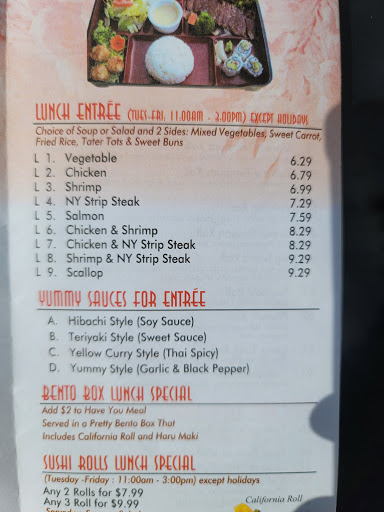 LUNCH ENTRÉE (TUES-FRI, 11:00AM - 3:00PM) EXCEPT HOLIDAYS
Choice of Soup or Salad and 2 Sides: Mixed Vegetables, Sweet Carrot,
Fried Rice, Tater Tots & Sweet Buns
L 1. Vegetable 6.29
L 2. Chicken 6.79
L 3. Shrimp 6.99
L 4. NY Strip Steak 7.29
L 5. Salmon 7.59
L 6. Chicken & Shrimp 8.29
L 7. Chicken & NY Strip Steak 8.29
L 8. Shrimp & NY Strip Steak 9.29
L 9. Scallop 9.29
YUMMY SAUCES FOR ENTRÉE
A. Hibachi Style (Soy Sauce)
B. Teriyaki Style (Sweet Sauce)
C. Yellow Curry Style (Thai Spicy)
D. Yummy Style (Garlic & Black Pepper)
BENTO BOX LUNCH SPECIAL
Add $2 to Have You Meal
Served in a Pretty Bento Box That
Includes California Roll and Haru Maki
SUSHI ROLLS LUNCH SPECIAL
(Tuesday -Friday : 11:00am - 3:00pm) except holidays
Any 2 Rolls for $7.99
Any 3 Roll for $9.99
California Roll